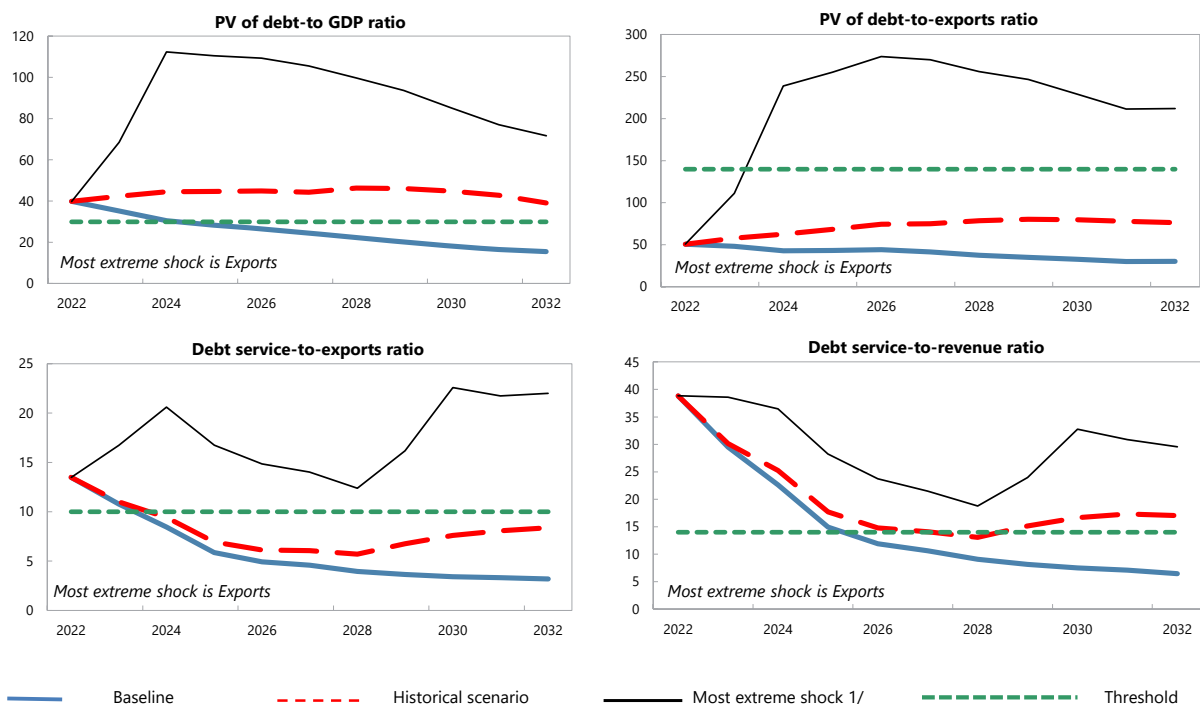 PV of debt-to GDP ratio
120
100
80
60
40
20
0
Most extreme shock is Exports
2022 2024 2026 2028 2030 2032
PV of debt-to-exports ratio
300
250
200
150
100
50
0
Most extreme shock is Exports
2022 2024 2026 2028 2030 2032
Debt service-to-exports ratio
25
20
15
10
5
0
Most extreme shock is Exports
2022 2024 2026 2028 2030 2032
Debt service-to-revenue ratio
45
40
35
30
25
20
15
10
5
0
Most extreme shock is Exports
2022 2024 2026 2028 2030 2032
Baseline Historical scenario Most extreme shock 1/ Threshold